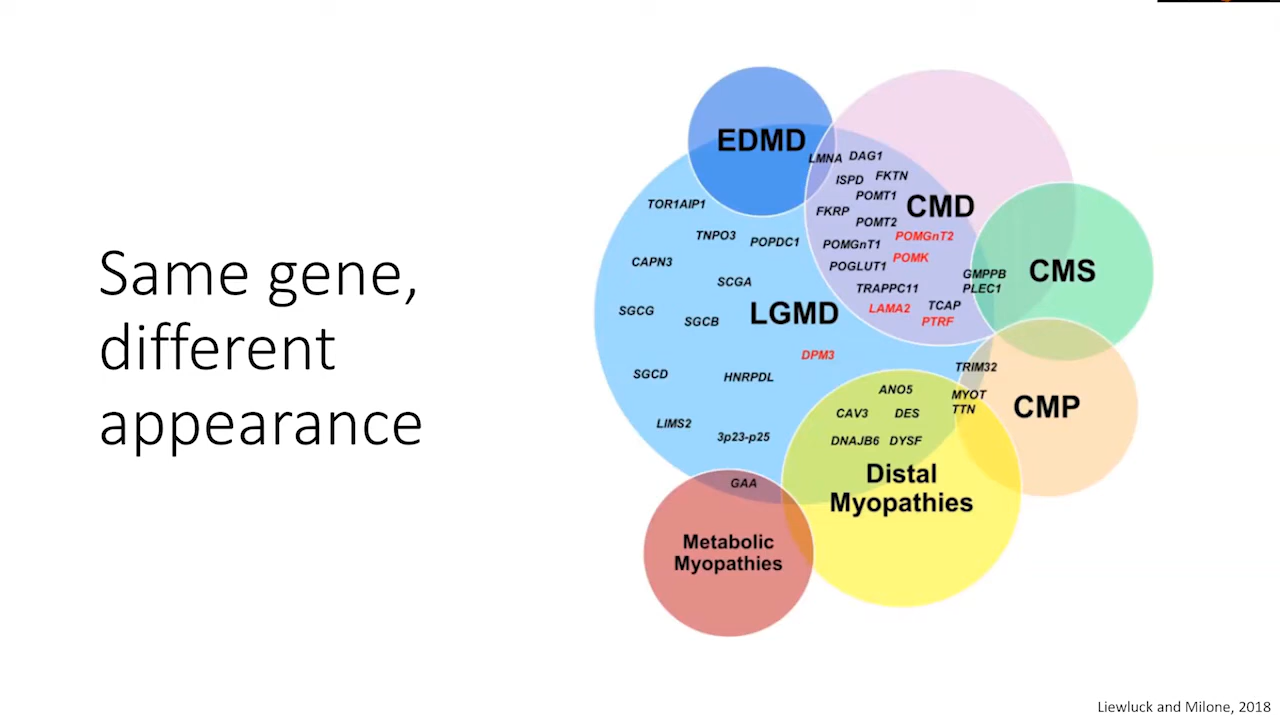 Same gene,
different
appearance
EDMD
LMNA DAG1
ISPD FKTN
POMT1
FKRP
CMD
POMT2
POMGnT2
POMGnT1
POMK
POGLUT1
TRAPPC11
LAMA2
TCAP
PTRF
GMPPB
PLEC1
CMS
TOR1AIP1
TNPO3
POPDC1
CAPN3
SCGA
SGCG
SGCB
LGMD
DPM3
SGCD
HNRPDL
LIMS2
3p23-p25
TRIM32
MYOT
TTN
CMP
ANO5
CAV3 DES
DNAJB6 DYSF
Distal
Myopathies
GAA
Metabolic
Myopathies
Liewluck and Milone, 2018